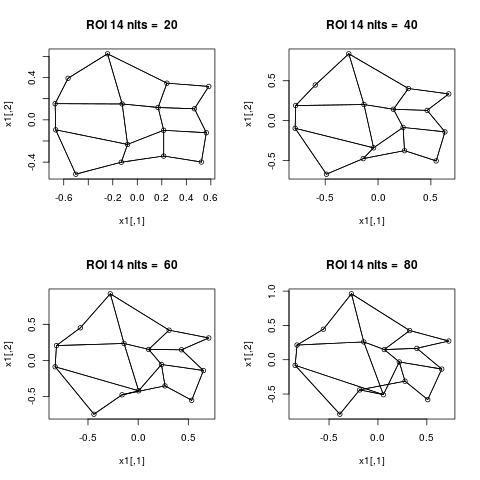 ROI 14 nits = 20
x1[,2]
0.4
0.0
-0.4
-0.6 -0.2 0.0 0.2 0.4 0.6
x1[,1]
ROI 14 nits = 40
x1[,2]
0.5
0.0
-0.5
-0.5 0.0 0.5
x1[,1]
ROI 14 nits = 60
x1[,2]
0.5
0.0
-0.5
-0.5 0.0 0.5
x1[,1]
ROI 14 nits = 80
x1[,2]
1.0
0.5
0.0
-0.5
-0.5 0.0 0.5
x1[,1]